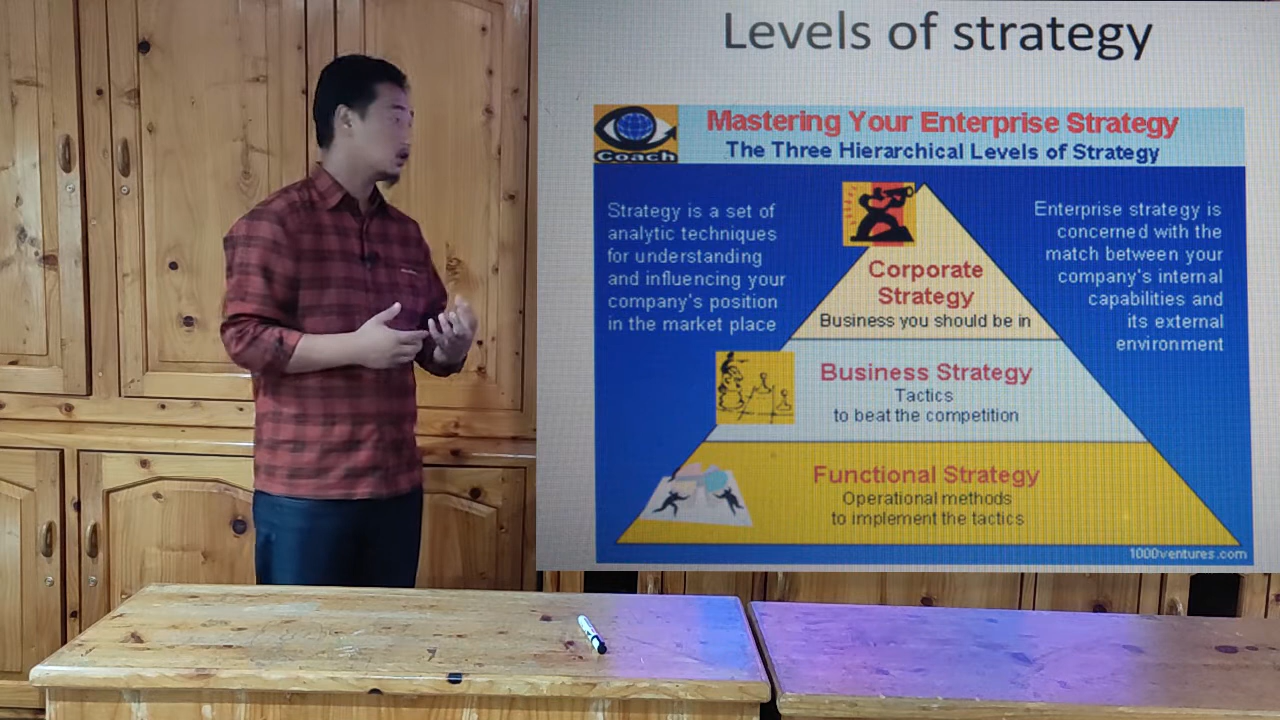 Levels of strategy
Coach
Mastering Your Enterprise Strategy
The Three Hierarchical Levels of Strategy
Strategy is a set of
analytic techniques
for understanding
and influencing your
company's position
in the market place
Enterprise strategy is
concerned with the
match between your
company's internal
capabilities and
its external
environment
Corporate
Strategy
Business you should be in
Business Strategy
Tactics
to beat the competition
Functional Strategy
Operational methods
to implement the tactics
1000ventures.com